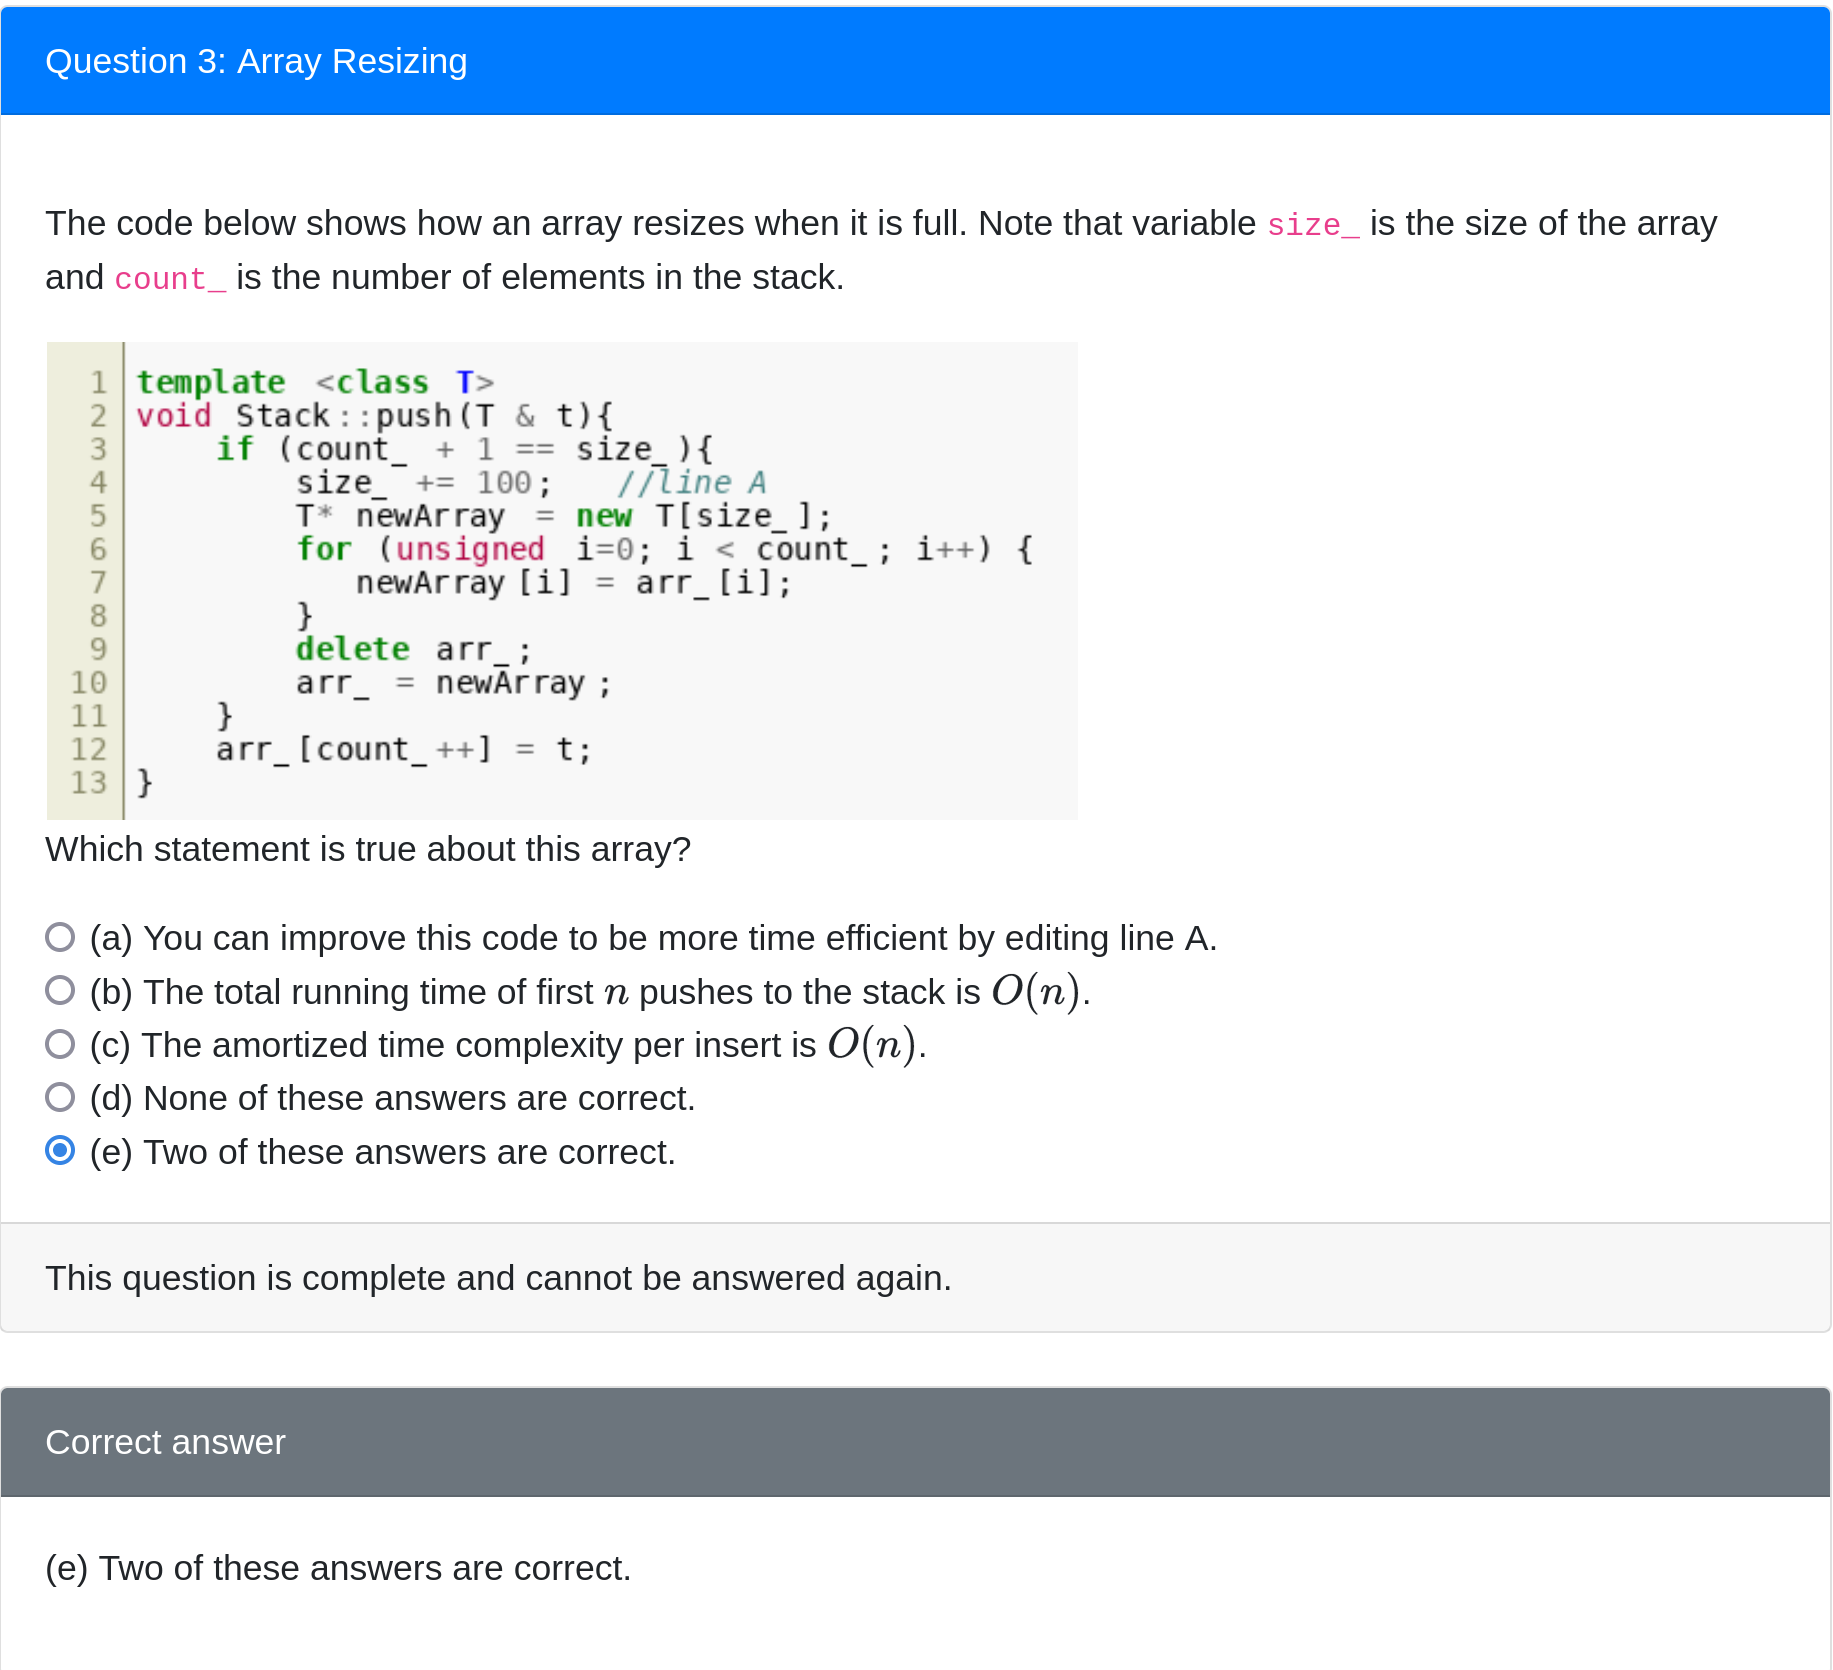 Question 3: Array Resizing
The code below shows how an array resizes when it is full. Note that variable size_ is the size of the array
and count_ is the number of elements in the stack.
1 template <class T>
2 void Stack::push(T & t){
3     if (count_ + 1 == size_){
4         size_ += 100;   //line A
5         T* newArray = new T[size_];
6         for (unsigned i=0; i < count_; i++) {
7            newArray[i] = arr_[i];
8         }
9         delete arr_;
10         arr_ = newArray;
11     }
12     arr_[count_++] = t;
13 }
Which statement is true about this array?
(a) You can improve this code to be more time efficient by editing line A.
(b) The total running time of first n pushes to the stack is O(n).
(c) The amortized time complexity per insert is O(n).
(d) None of these answers are correct.
(e) Two of these answers are correct.
This question is complete and cannot be answered again.
Correct answer
(e) Two of these answers are correct.